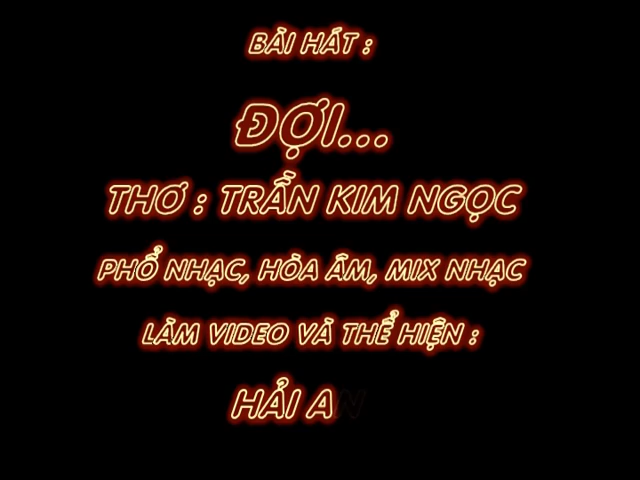 BÀI HÁT :
ĐỢI...
THƠ : TRẦN KIM NGỌC
PHỔ NHẠC, HÒA ÂM, MIX NHẠC
LÀM VIDEO VÀ THỂ HIỆN :
HẢI AN